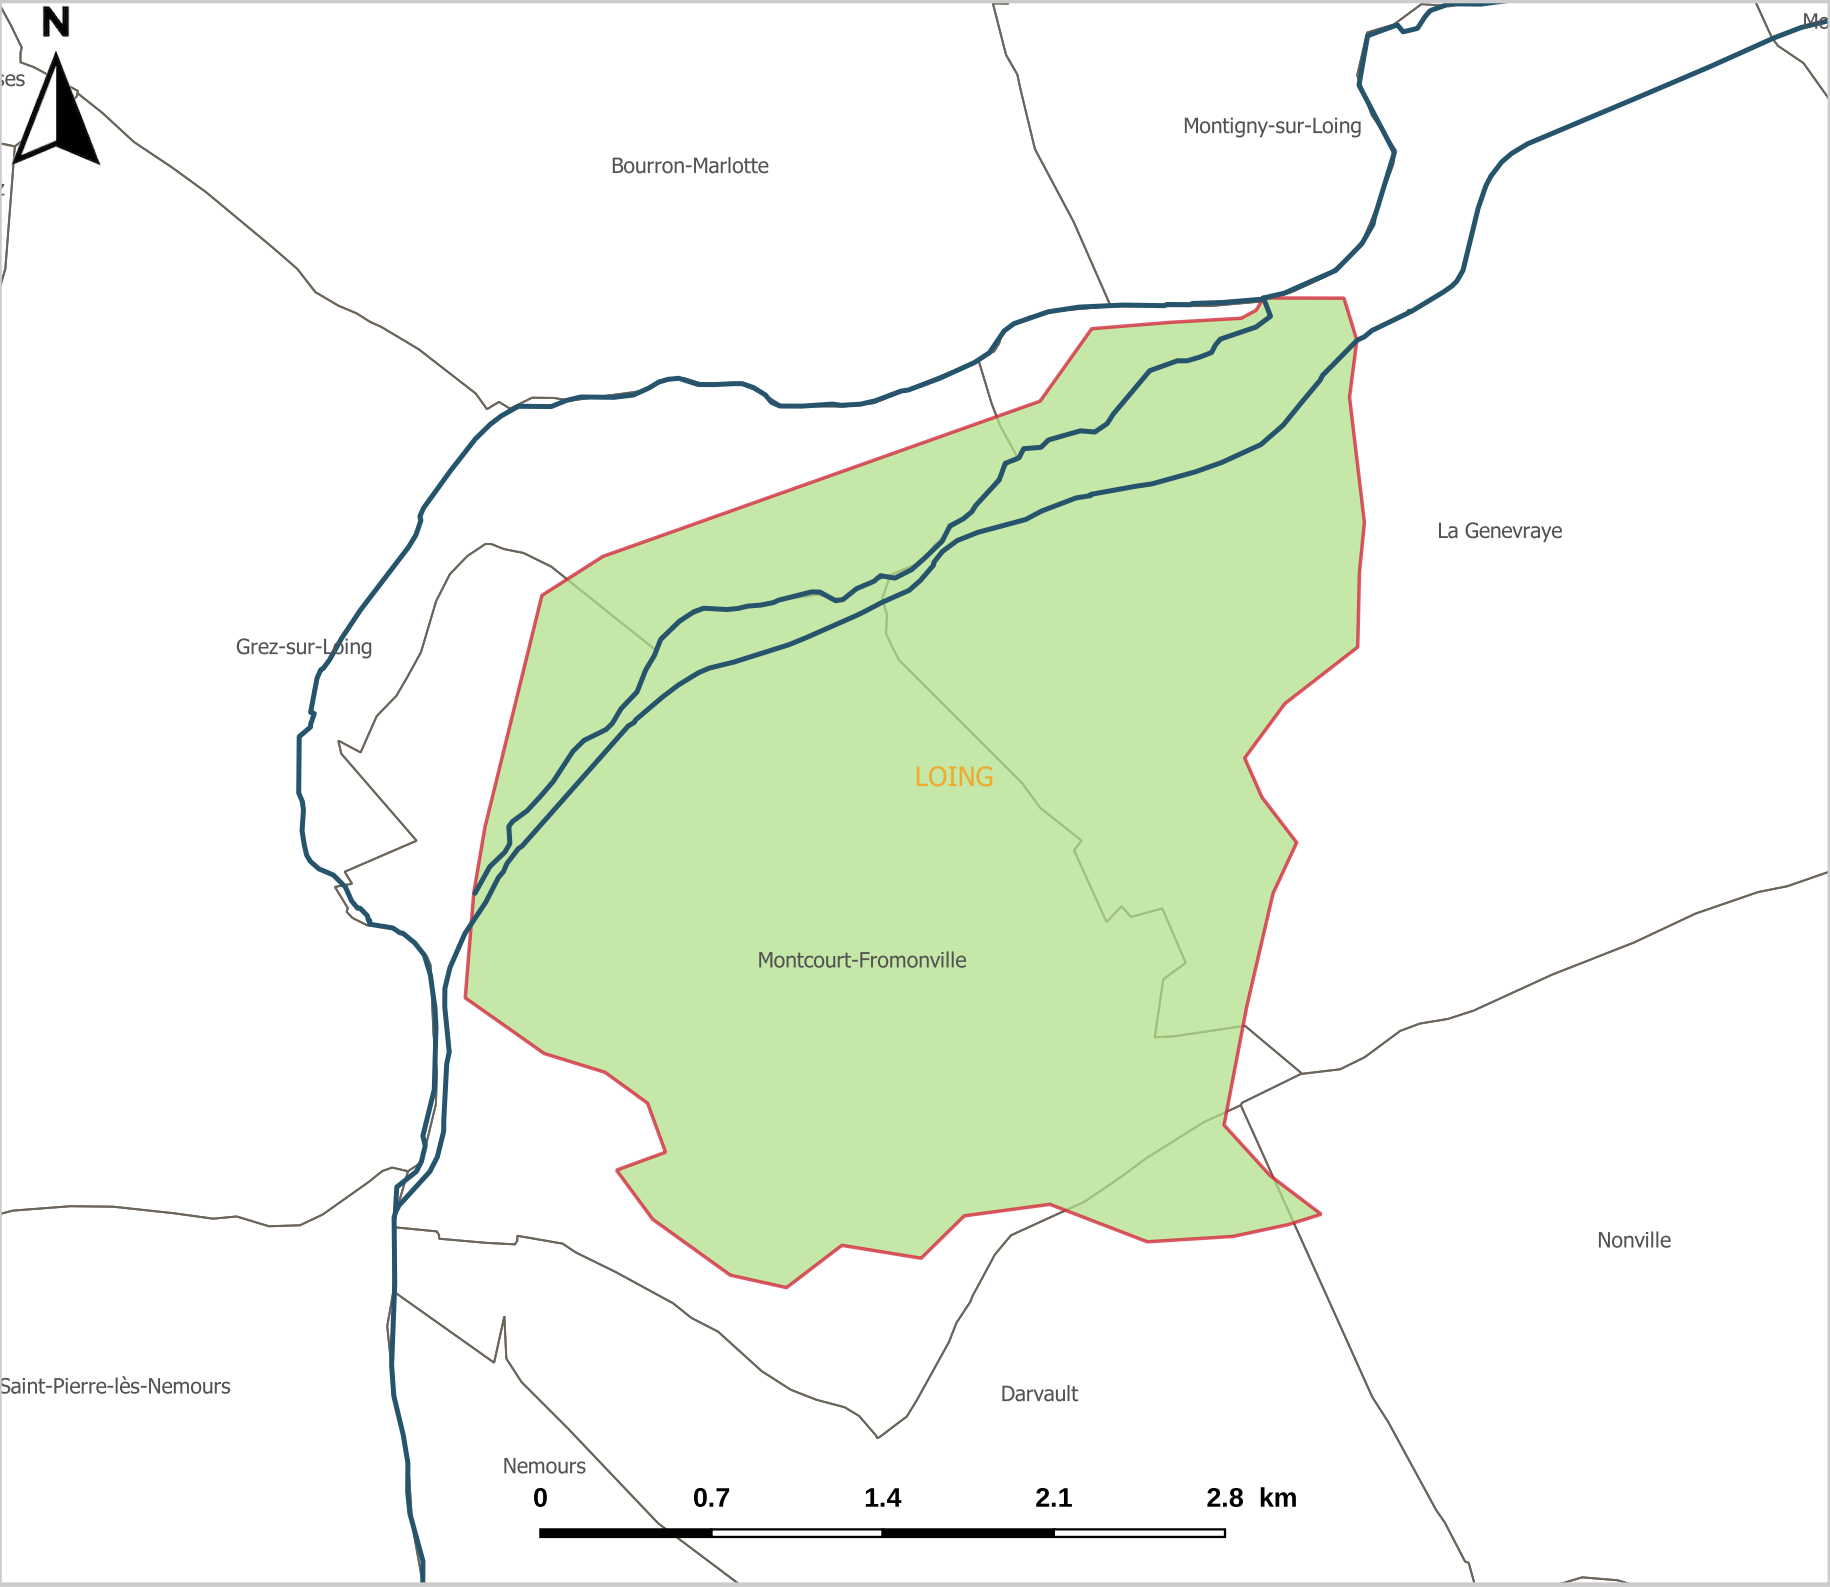 N
Montigny-sur-Loing
Bourron-Marlotte
La Genevraye
Grez-sur-Loing
LOING
Montcourt-Fromonville
Nonville
Saint-Pierre-lès-Nemours
Darvault
Nemours
0 0.7 1.4 2.1 2.8 km